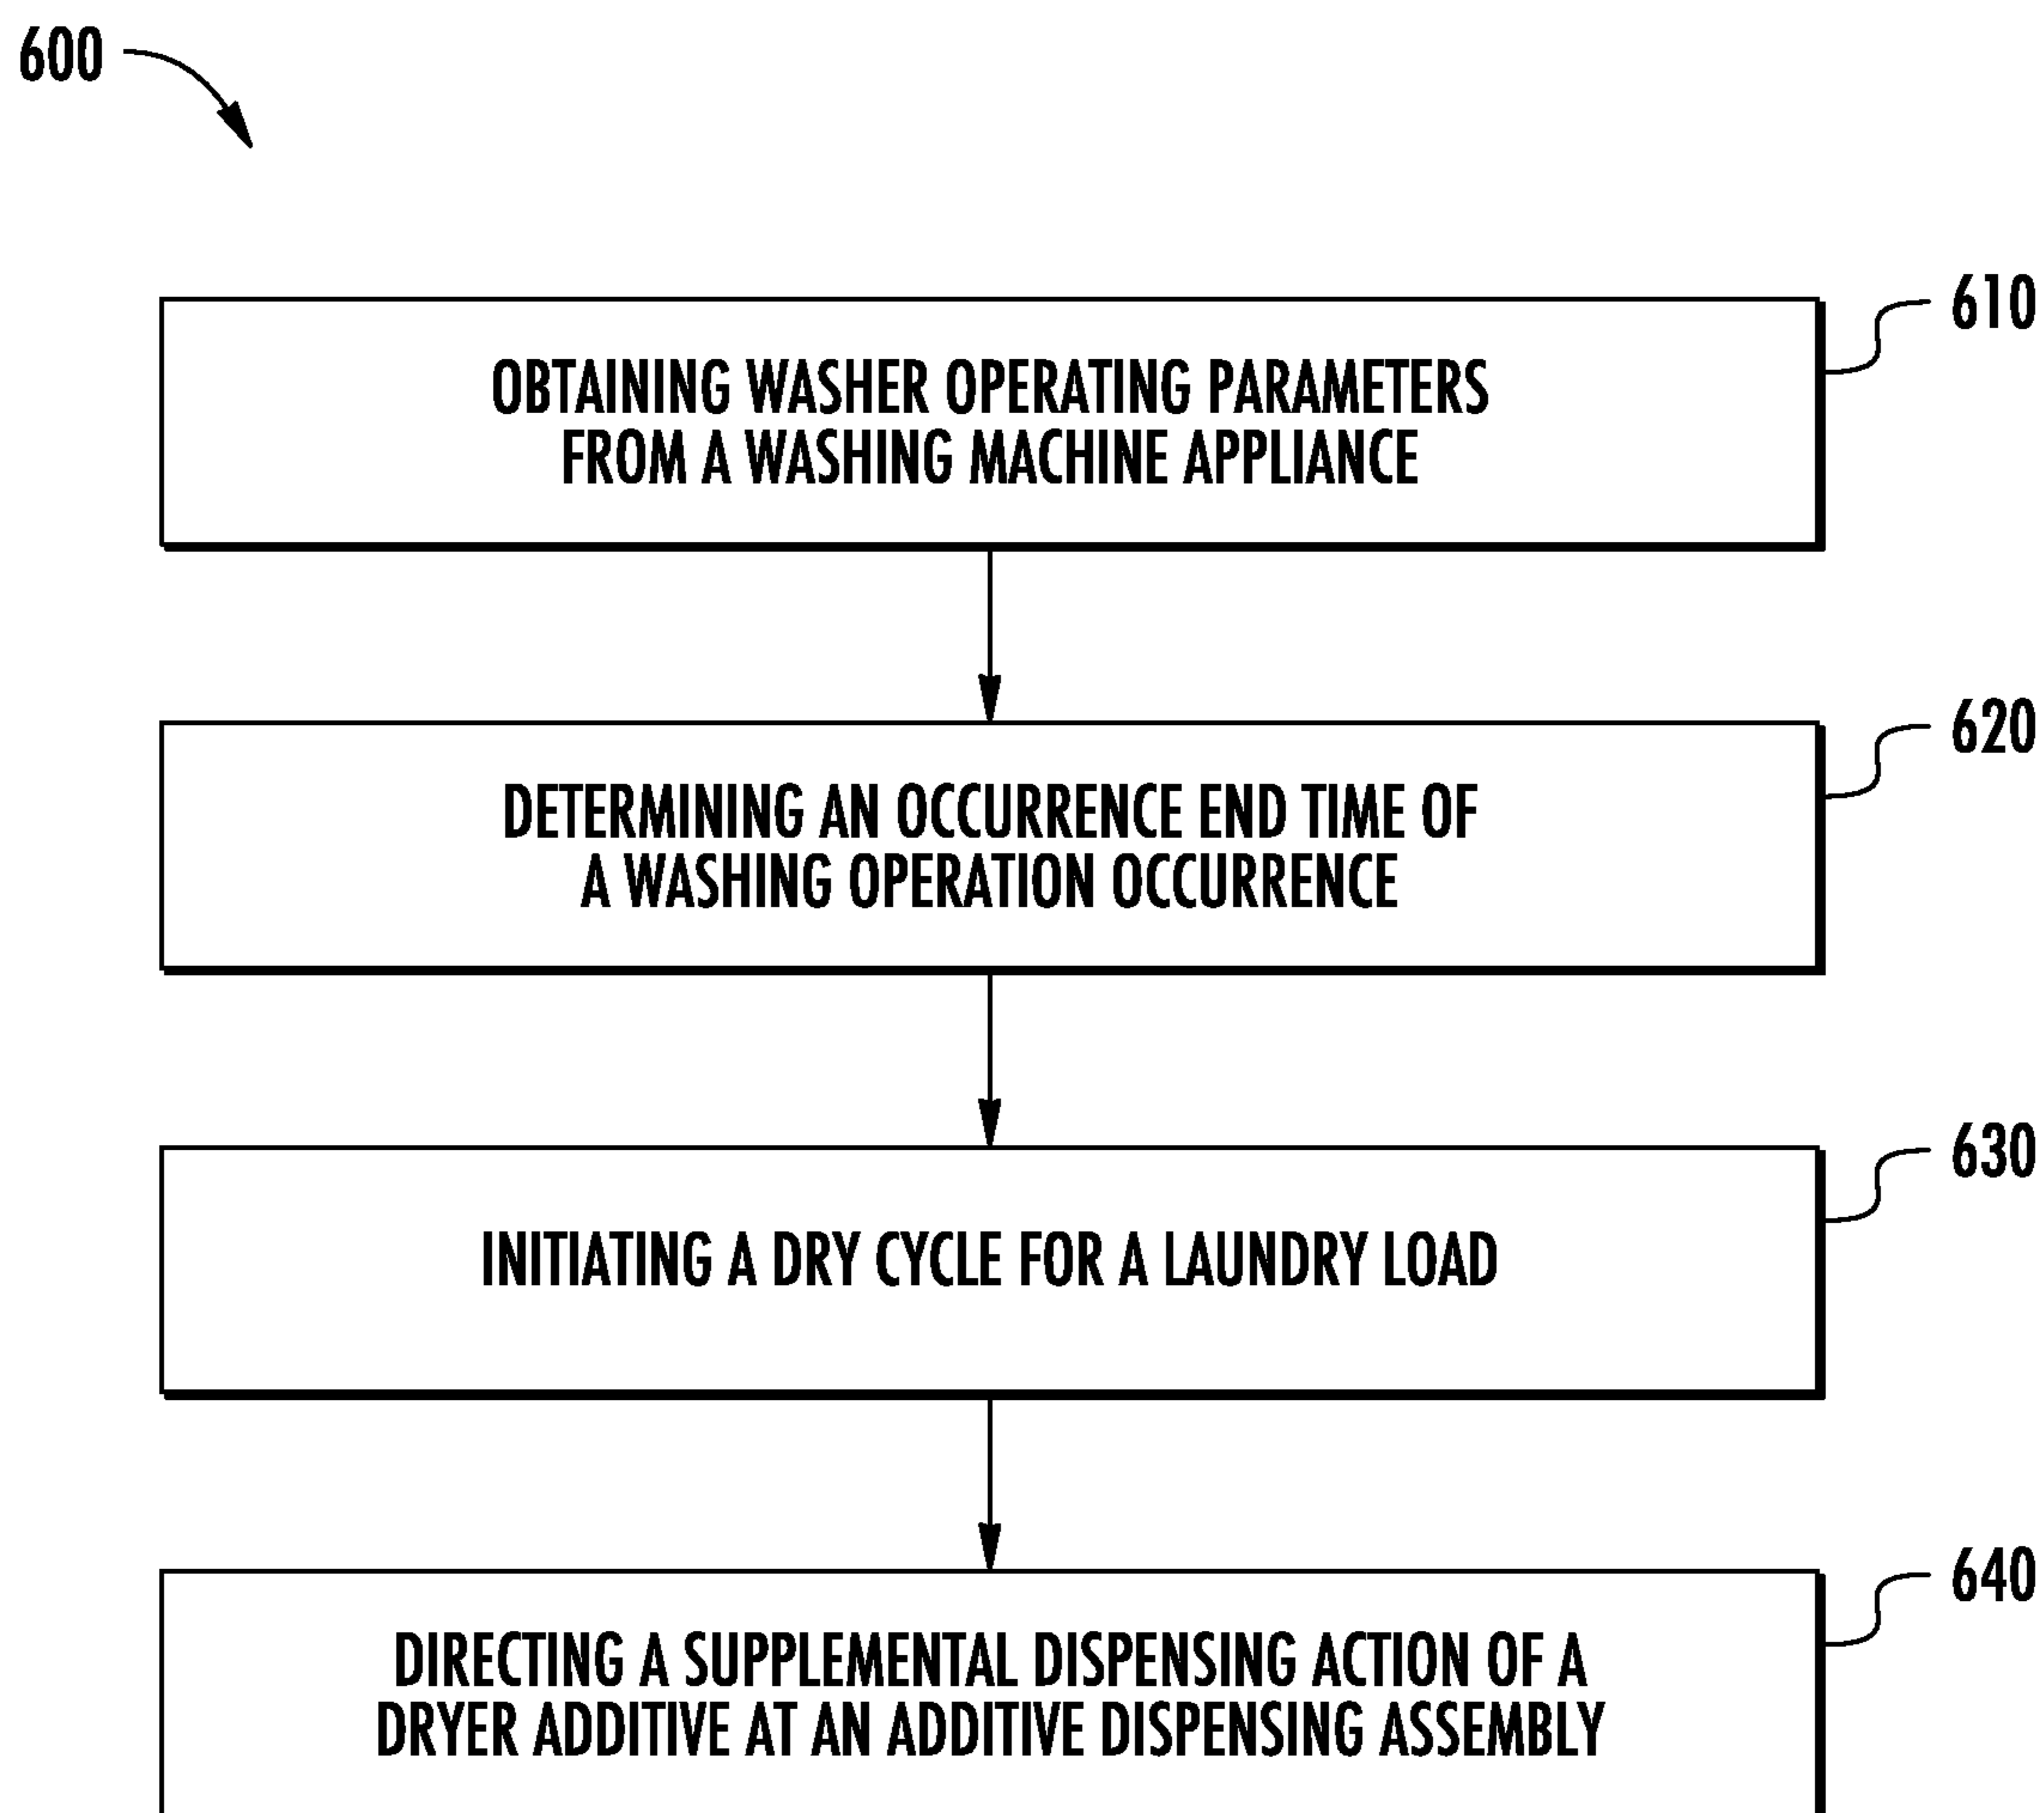 600
610
OBTAINING WASHER OPERATING PARAMETERS
FROM A WASHING MACHINE APPLIANCE
620
DETERMINING AN OCCURRENCE END TIME OF
A WASHING OPERATION OCCURRENCE
630
INITIATING A DRY CYCLE FOR A LAUNDRY LOAD
640
DIRECTING A SUPPLEMENTAL DISPENSING ACTION OF A
DRYER ADDITIVE AT AN ADDITIVE DISPENSING ASSEMBLY